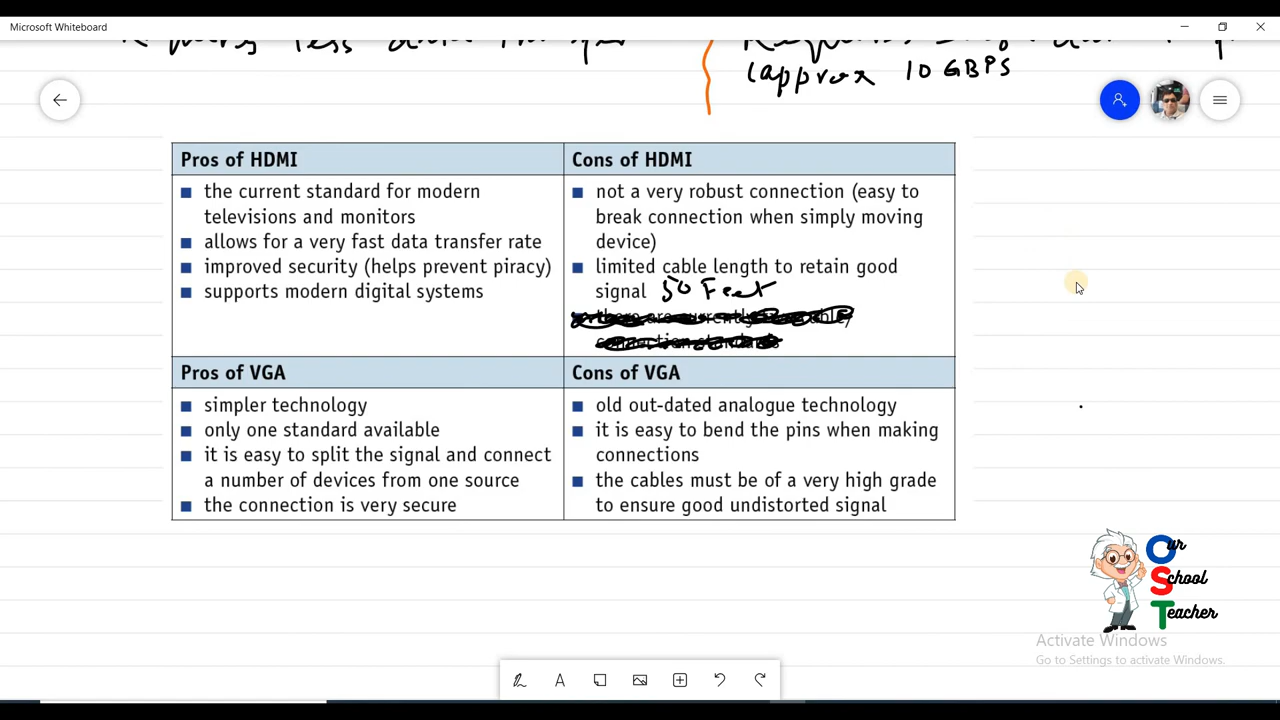 Microsoft Whiteboard
less
(approx 10 GBPS
Pros of HDMI
the current standard for modern
televisions and monitors
allows for a very fast data transfer rate
improved security (helps prevent piracy)
supports modern digital systems
Cons of HDMI
not a very robust connection (easy to
break connection when simply moving
device)
limited cable length to retain good
signal 50 Feet
there are currently
connection standards
Pros of VGA
simpler technology
only one standard available
it is easy to split the signal and connect
a number of devices from one source
the connection is very secure
Cons of VGA
old out-dated analogue technology
it is easy to bend the pins when making
connections
the cables must be of a very high grade
to ensure good undistorted signal
Our
School
Teacher
Activate Windows
Go to Settings to activate Windows.